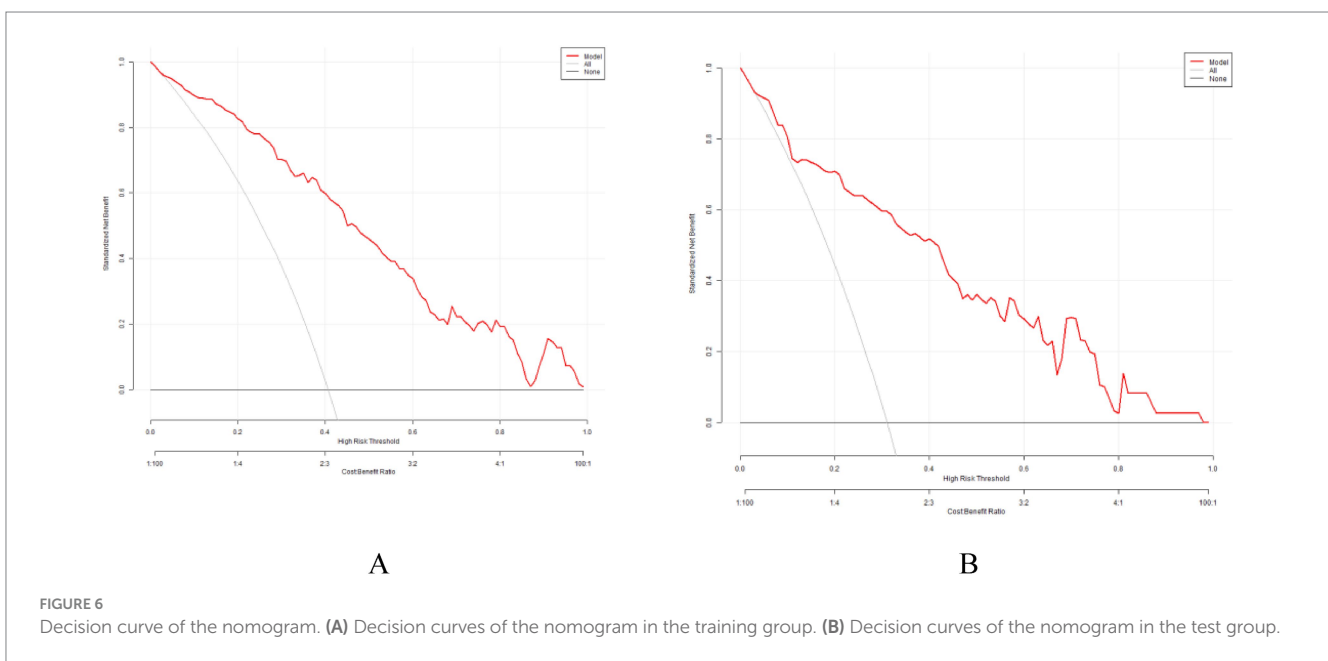 Model
All
None
Standardized Net Benefit
1.0
0.8
0.6
0.4
0.2
0.0
0.0 0.2 0.4 0.6 0.8 1.0
High Risk Threshold
1:100 1:4 2:3 3:2 4:1 100:1
Cost:Benefit Ratio
A
Model
All
None
Standardized Net Benefit
1.0
0.8
0.6
0.4
0.2
0.0
0.0 0.2 0.4 0.6 0.8 1.0
High Risk Threshold
1:100 1:4 2:3 3:2 4:1 100:1
Cost:Benefit Ratio
B
FIGURE 6
Decision curve of the nomogram. (A) Decision curves of the nomogram in the training group. (B) Decision curves of the nomogram in the test group.